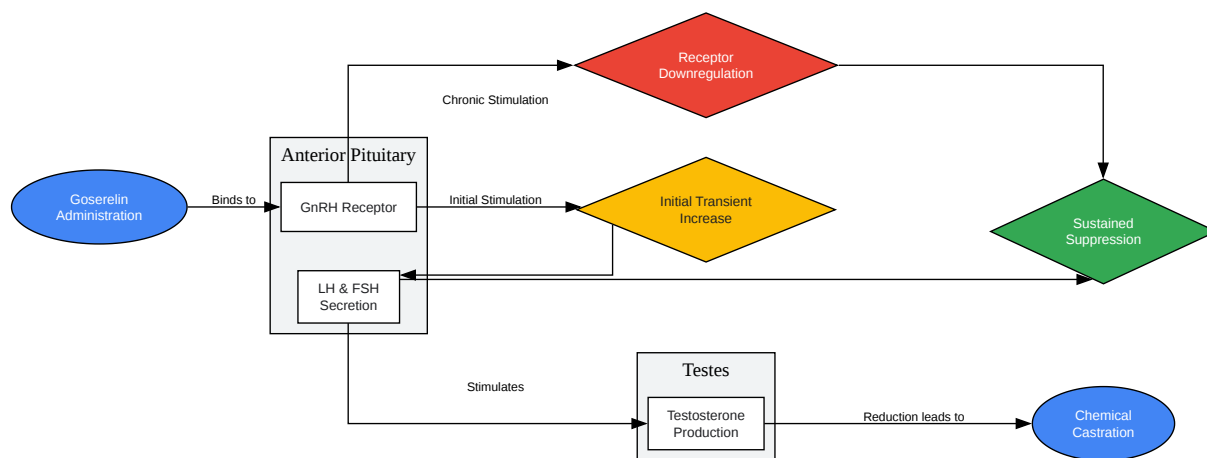 Receptor
Downregulation
Chronic Stimulation
Anterior Pituitary
Goserelin
Administration
Binds to
GnRH Receptor
Initial Stimulation
Initial Transient
Increase
Sustained
Suppression
LH & FSH
Secretion
Testes
Stimulates
Testosterone
Production
Reduction leads to
Chemical
Castration